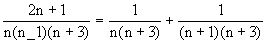 2n + 1 / n(n_1)(n + 3) = 1 / n(n + 3) + 1 / (n + 1)(n + 3)